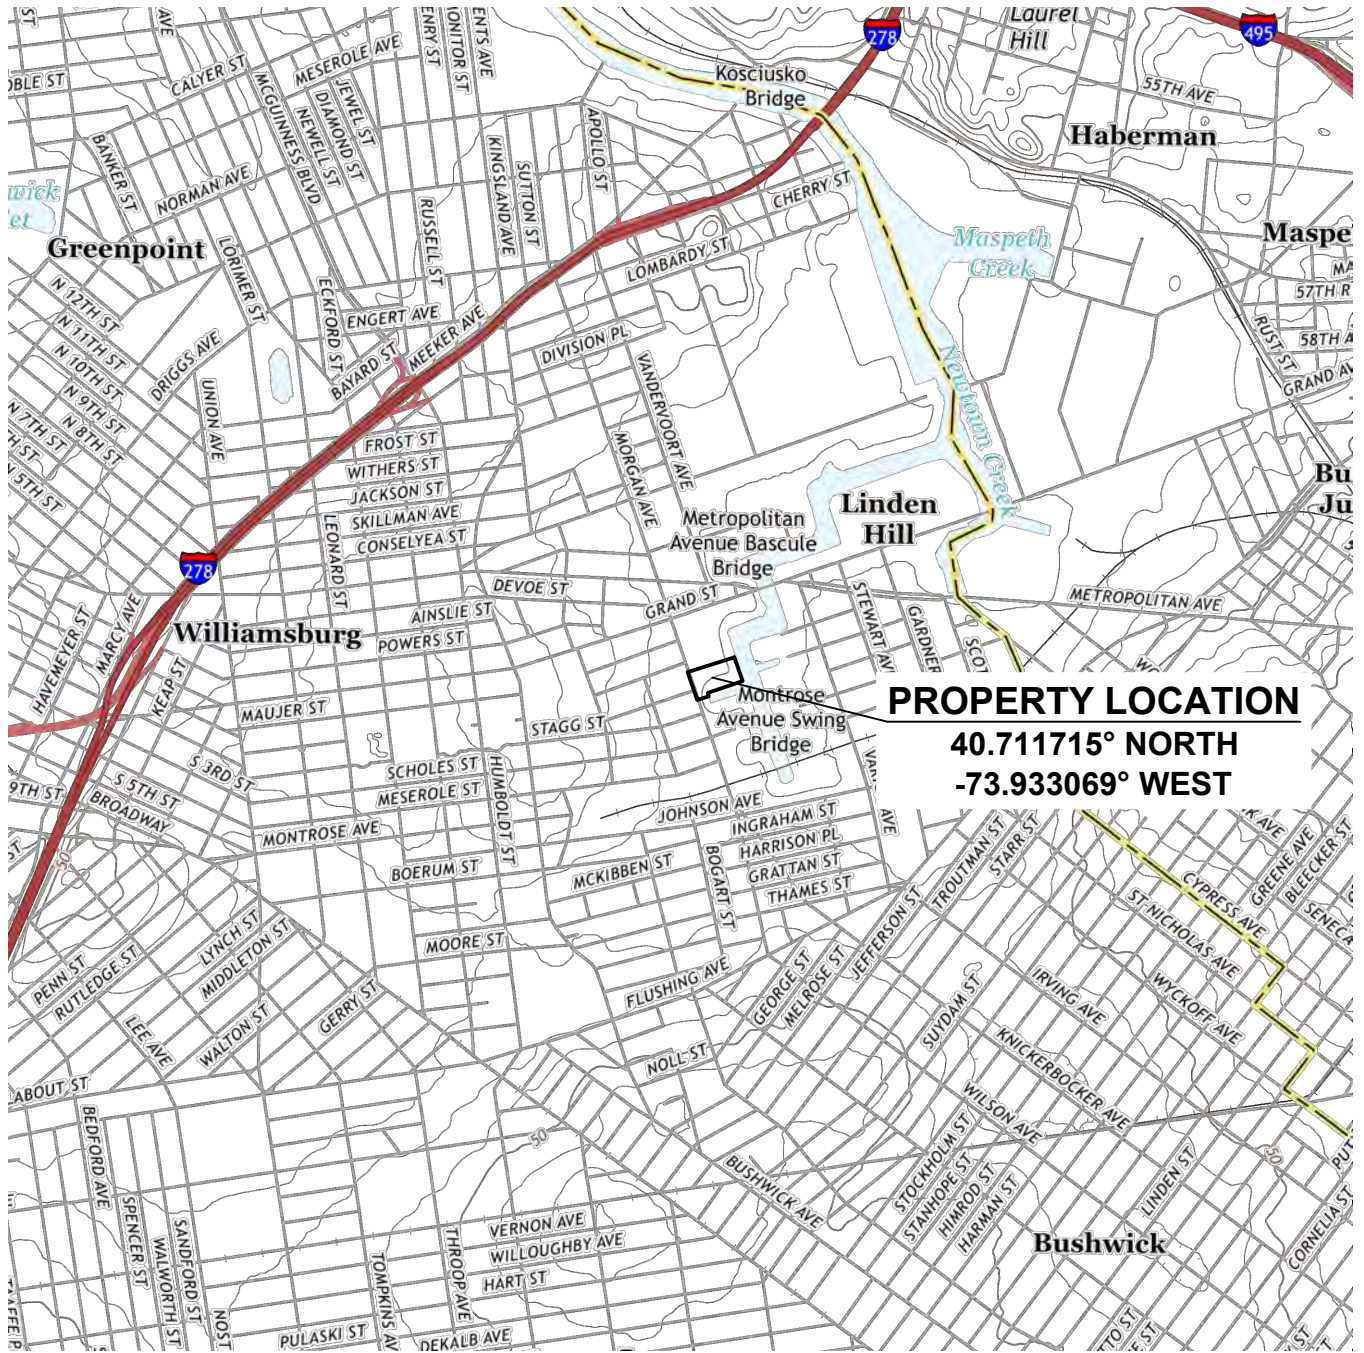 278
495
Laurel
Hill
Kosciusko
Bridge
55TH AVE
Haberman
CALYER ST
MESEROLE AVE
MCGUINNESS BLVD
JEWEL ST
DIAMOND ST
NEWELL ST
BANKER ST
NORMAN AVE
KINGSLAND AVE
SUTTON ST
APOLLO ST
CHERRY ST
RUSSELL ST
Greenpoint
LORIMER ST
LOMBARDY ST
Maspeth
Creek
57TH R
58TH A
RUST ST
GRAND AV
N 12TH ST
N 11TH ST
N 10TH ST
N 9TH ST
N 8TH ST
N 7TH ST
N 5TH ST
DRIGGS AVE
UNION AVE
ECKFORD ST
ENGERT AVE
BAYARD ST
MEEKER AVE
DIVISION PL
VANDERVOORT AVE
MORGAN AVE
Newtown Creek
FROST ST
WITHERS ST
JACKSON ST
SKILLMAN AVE
CONSELYEA ST
LEONARD ST
Linden
Hill
Metropolitan
Avenue Bascule
Bridge
278
DEVOE ST
GRAND ST
AINSLIE ST
POWERS ST
METROPOLITAN AVE
STEWART AV
GARDNER
SCOT
HAVEMEYER ST
MARCY AVE
Williamsburg
KEAP ST
MAUJER ST
STAGG ST
Montrose
Avenue Swing
Bridge
PROPERTY LOCATION
40.711715° NORTH
-73.933069° WEST
S 3RD ST
S 5TH ST
9TH ST
BROADWAY
SCHOLES ST
MESEROLE ST
HUMBOLDT ST
MONTROSE AVE
JOHNSON AVE
INGRAHAM ST
HARRISON PL
GRATTAN ST
THAMES ST
BOERUM ST
MCKIBBEN ST
BOGART ST
TROUTMAN ST
STARR ST
50
CYPRESS AVE
GREENE AVE
BLEECKER ST
SENECA
ST NICHOLAS AVE
LYNCH ST
MIDDLETON ST
MOORE ST
JEFFERSON ST
PENN ST
RUTLEDGE ST
GERRY ST
FLUSHING AVE
GEORGE ST
MELROSE ST
SUYDAM ST
IRVING AVE
WYCKOFF AVE
LEE AVE
WALTON ST
NOLL ST
KNICKERBOCKER AVE
ABOUT ST
BEDFORD AVE
WILSON AVE
50
STOCKHOLM ST
STANHOPE ST
HIMROD ST
HARMAN ST
50
PUT
LINDEN ST
BUSHWICK AVE
SPENCER ST
WALWORTH ST
SANDFORD ST
NOST
VERNON AVE
WILLOUGHBY AVE
HART ST
THROOP AVE
TOMPKINS AV
Bushwick
CORNELIA ST
PULASKI ST
DEKALB AVE